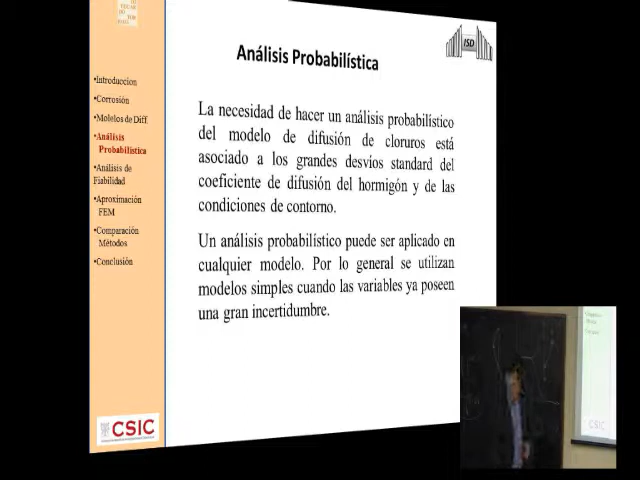 Análisis Probabilística
ISD
•Introduccion
•Corrosión
•Molelos de Diff.
•Análisis
Probabilística
•Análisis de
Fiabilidad
•Aproximación
FEM
•Comparación
Métodos
•Conclusión
La necesidad de hacer un análisis probabilístico
del modelo de difusión de cloruros está
asociado a los grandes desvíos standard del
coeficiente de difusión del hormigón y de las
condiciones de contorno.
Un análisis probabilístico puede ser aplicado en
cualquier modelo. Por lo general se utilizan
modelos simples cuando las variables ya poseen
una gran incertidumbre.
CSIC
CSIC